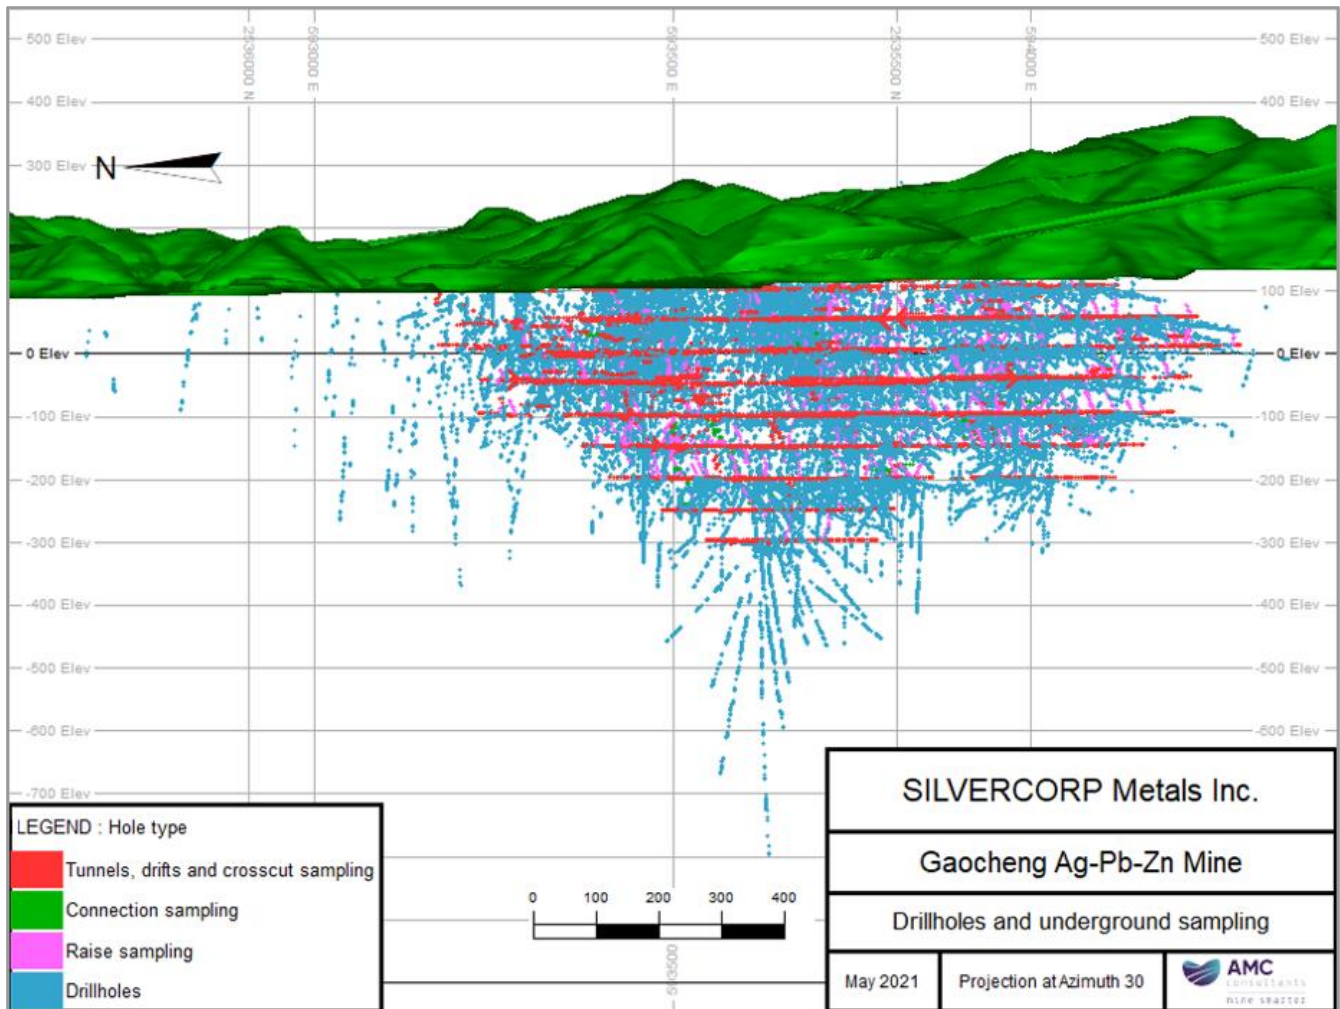 2536000 N
593000 E
593500 E
2535500 N
594000 E
500 Elev
500 Elev
400 Elev
400 Elev
300 Elev
N
100 Elev
0 Elev
0 Elev
-100 Elev
-100 Elev
-200 Elev
-200 Elev
-300 Elev
-300 Elev
-400 Elev
-400 Elev
-500 Elev
-500 Elev
-600 Elev
-600 Elev
-700 Elev
LEGEND : Hole type
Tunnels, drifts and crosscut sampling
Connection sampling
Raise sampling
Drillholes
0 100 200 300 400
SILVERCORP Metals Inc.
Gaocheng Ag-Pb-Zn Mine
Drillholes and underground sampling
May 2021
Projection at Azimuth 30
AMC
consultants
mine smarter